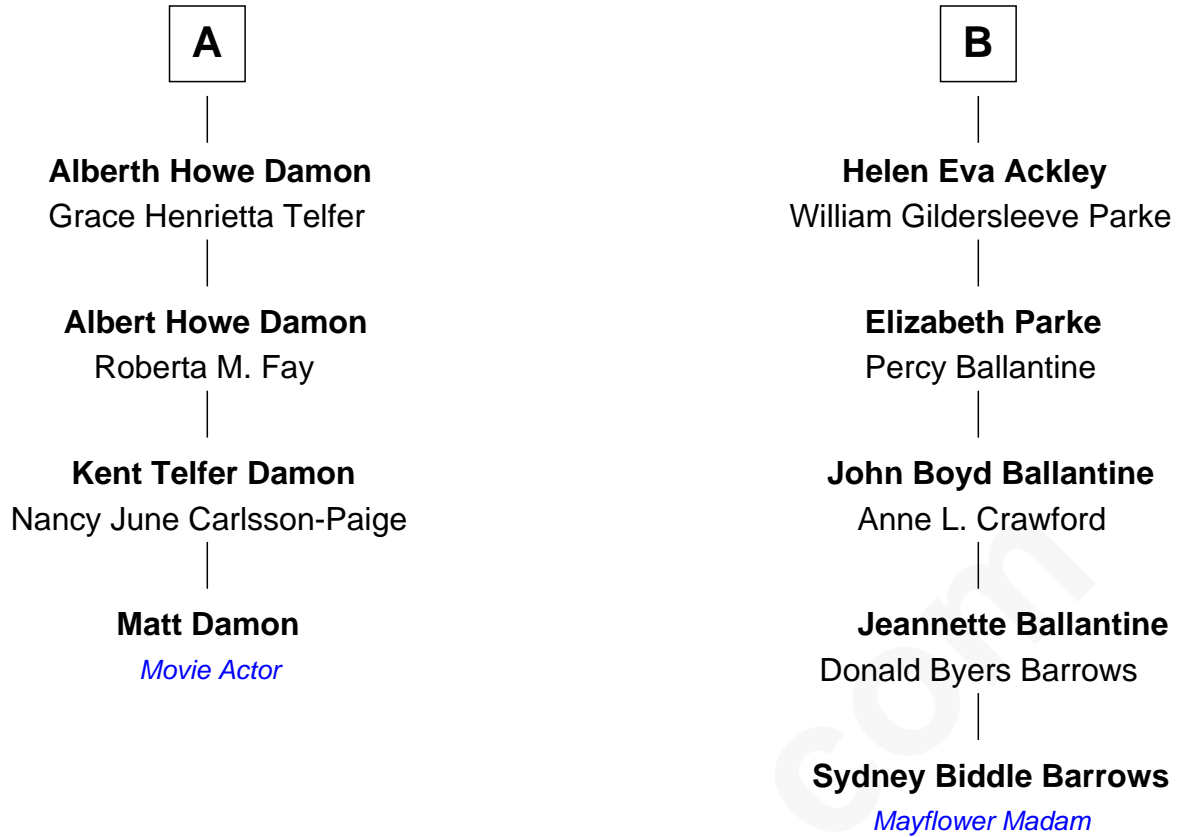 A
Alberth Howe Damon
Grace Henrietta Telfer
Albert Howe Damon
Roberta M. Fay
Kent Telfer Damon
Nancy June Carlsson-Paige
Matt Damon
Movie Actor
B
Helen Eva Ackley
William Gildersleeve Parke
Elizabeth Parke
Percy Ballantine
John Boyd Ballantine
Anne L. Crawford
Jeannette Ballantine
Donald Byers Barrows
Sydney Biddle Barrows
Mayflower Madam
com